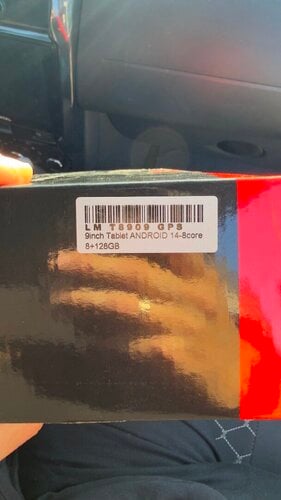 LM T8909 GPS
9inch Tablet ANDROID 14-8core
8+128GB